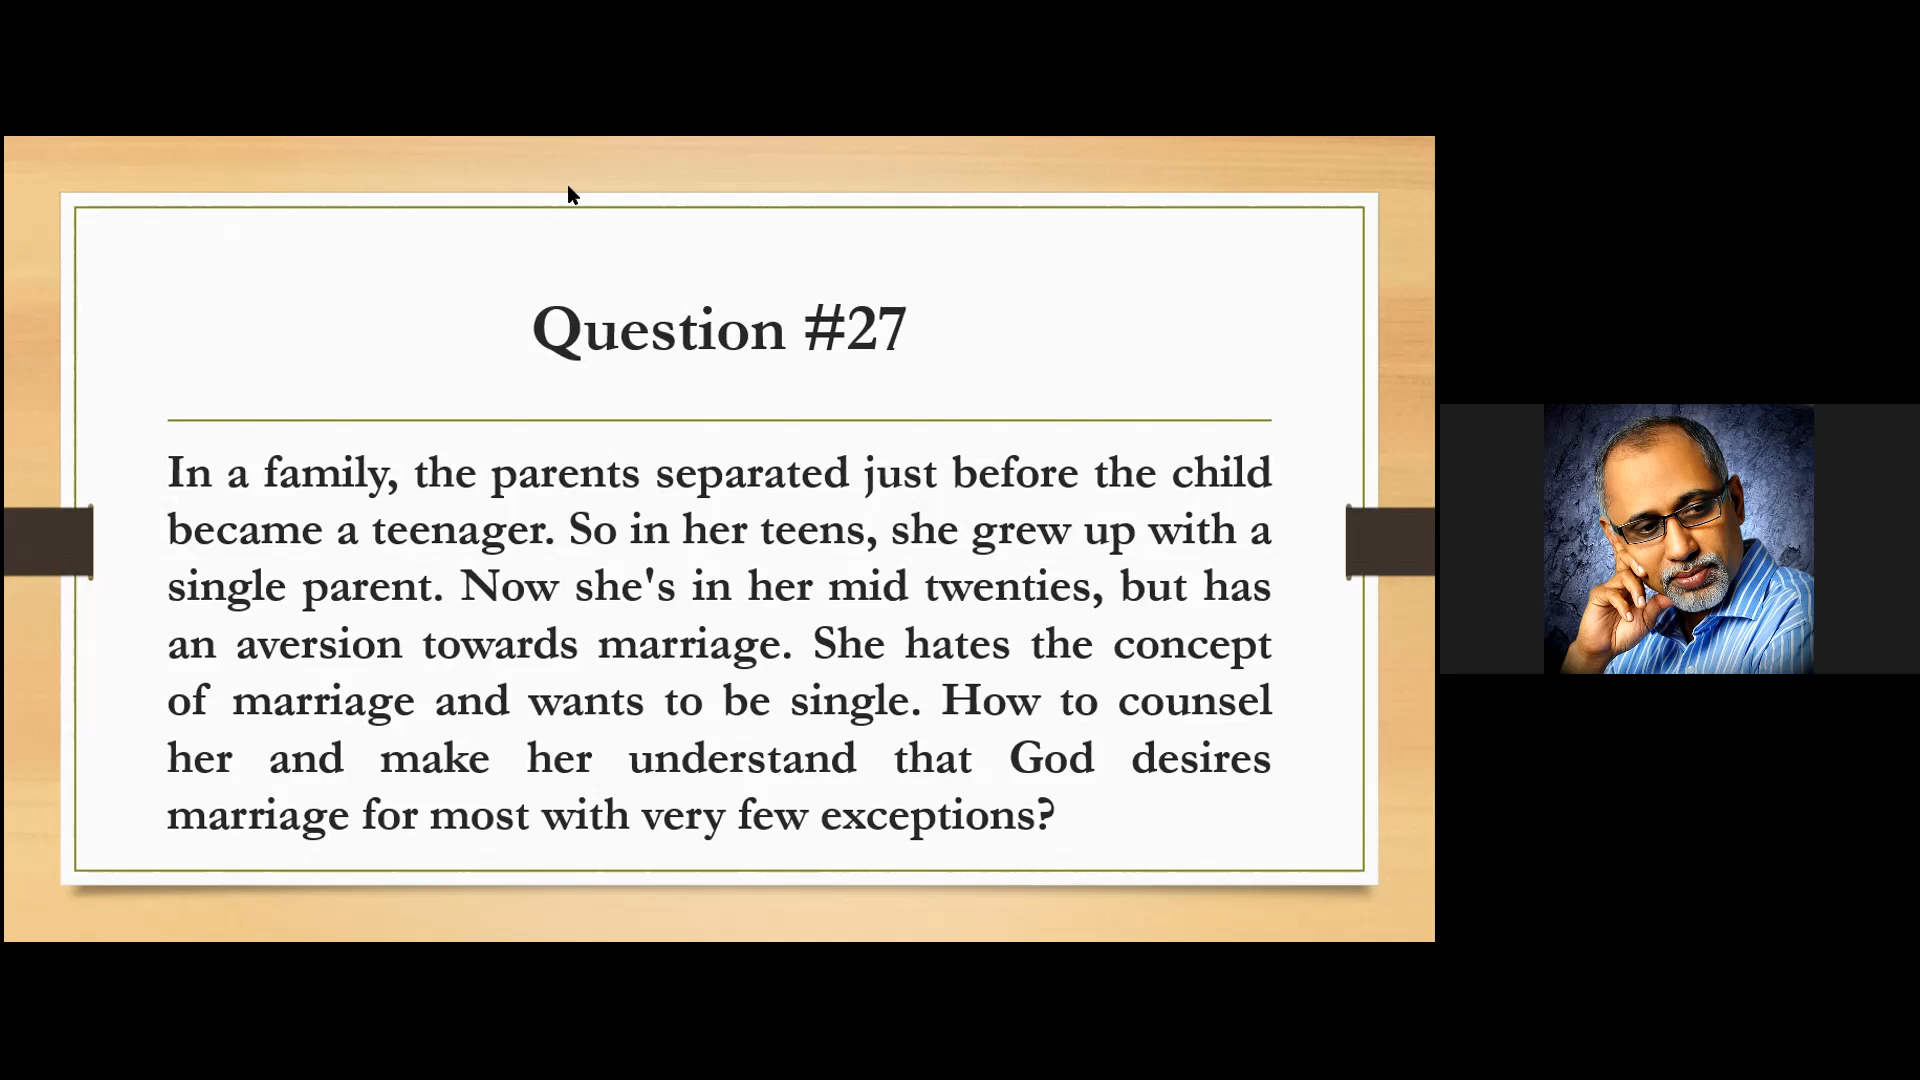 Question #27
In a family, the parents separated just before the child
became a teenager. So in her teens, she grew up with a
single parent. Now she's in her mid twenties, but has
an aversion towards marriage. She hates the concept
of marriage and wants to be single. How to counsel
her and make her understand that God desires
marriage for most with very few exceptions?